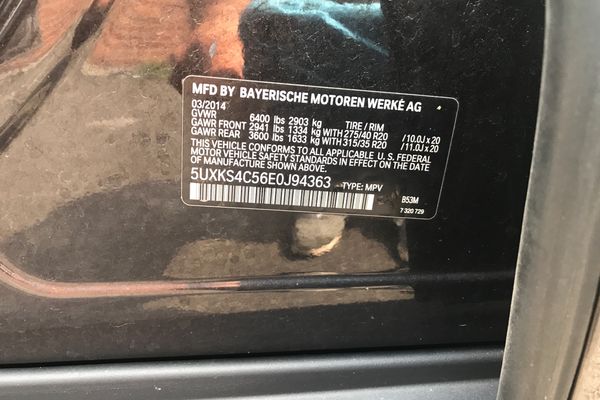 MFD BY BAYERISCHE MOTOREN WERKE AG
03/2014
GVWR 6400 lbs 2903 kg TIRE / RIM
GAWR FRONT 2941 lbs 1334 kg WITH 275/40 R20 /10.0J x 20
GAWR REAR 3600 lbs 1633 kg WITH 315/35 R20 /11.0J x 20
THIS VEHICLE CONFORMS TO ALL APPLICABLE U. S. FEDERAL
MOTOR VEHICLE SAFETY STANDARDS IN EFFECT ON THE DATE
OF MANUFACTURE SHOWN ABOVE.
5UXKS4C56E0J94363 TYPE: MPV
B53M
7 320 729